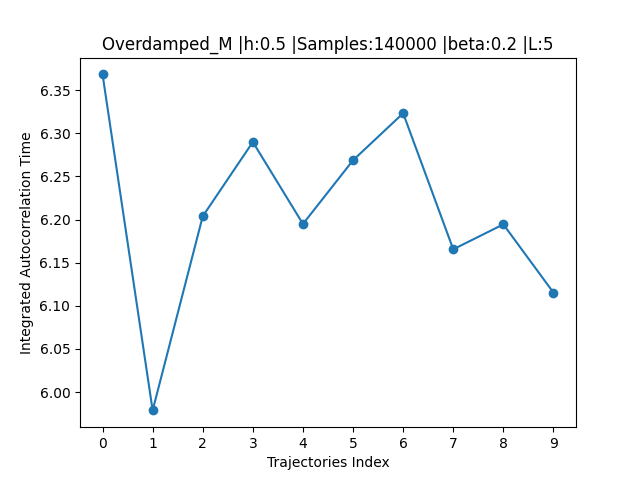 Overdamped_M |h:0.5 |Samples:140000 |beta:0.2 |L:5
Integrated Autocorrelation Time
6.35
6.30
6.25
6.20
6.15
6.10
6.05
6.00
0 1 2 3 4 5 6 7 8 9
Trajectories Index